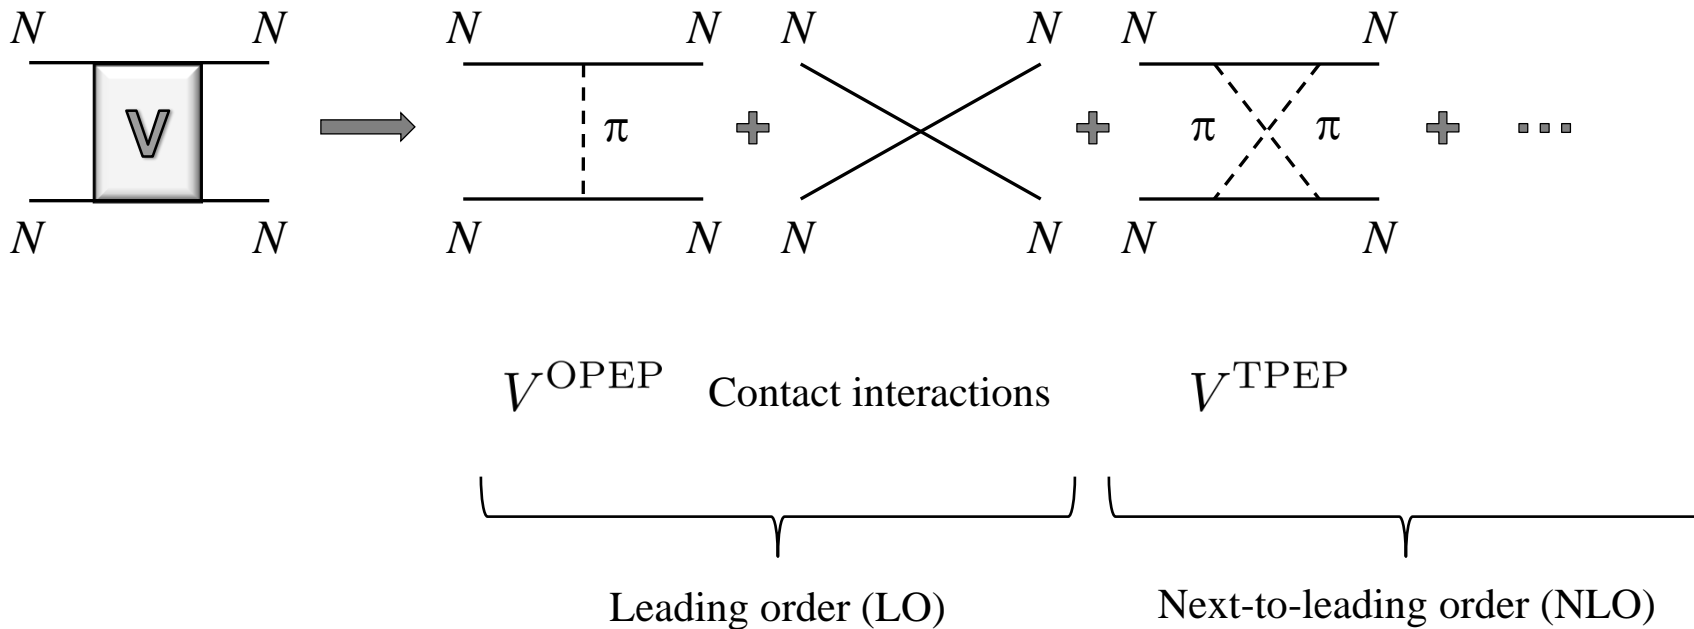 N N N N N N N N
V π + + π π + ...
N N N N N N N N
V^OPEP Contact interactions V^TPEP
Leading order (LO) Next-to-leading order (NLO)